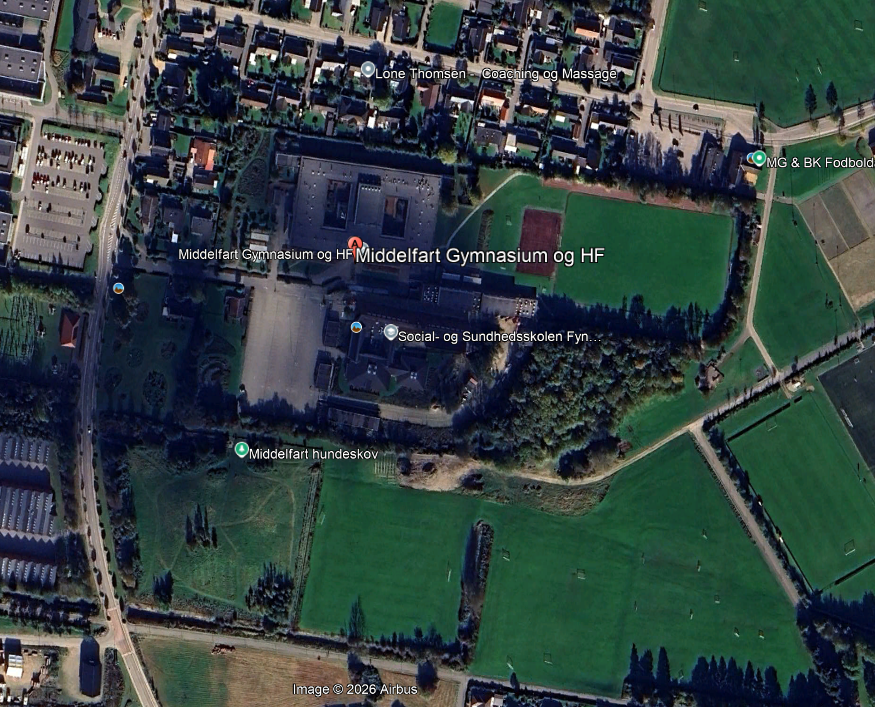 Lone Thomsen - Coaching og Massage
MG & BK Fodbold
Middelfart Gymnasium og HF
A
Middelfart Gymnasium og HF
Social- og Sundhedsskolen Fyn...
Middelfart hundeskov
Image © 2026 Airbus